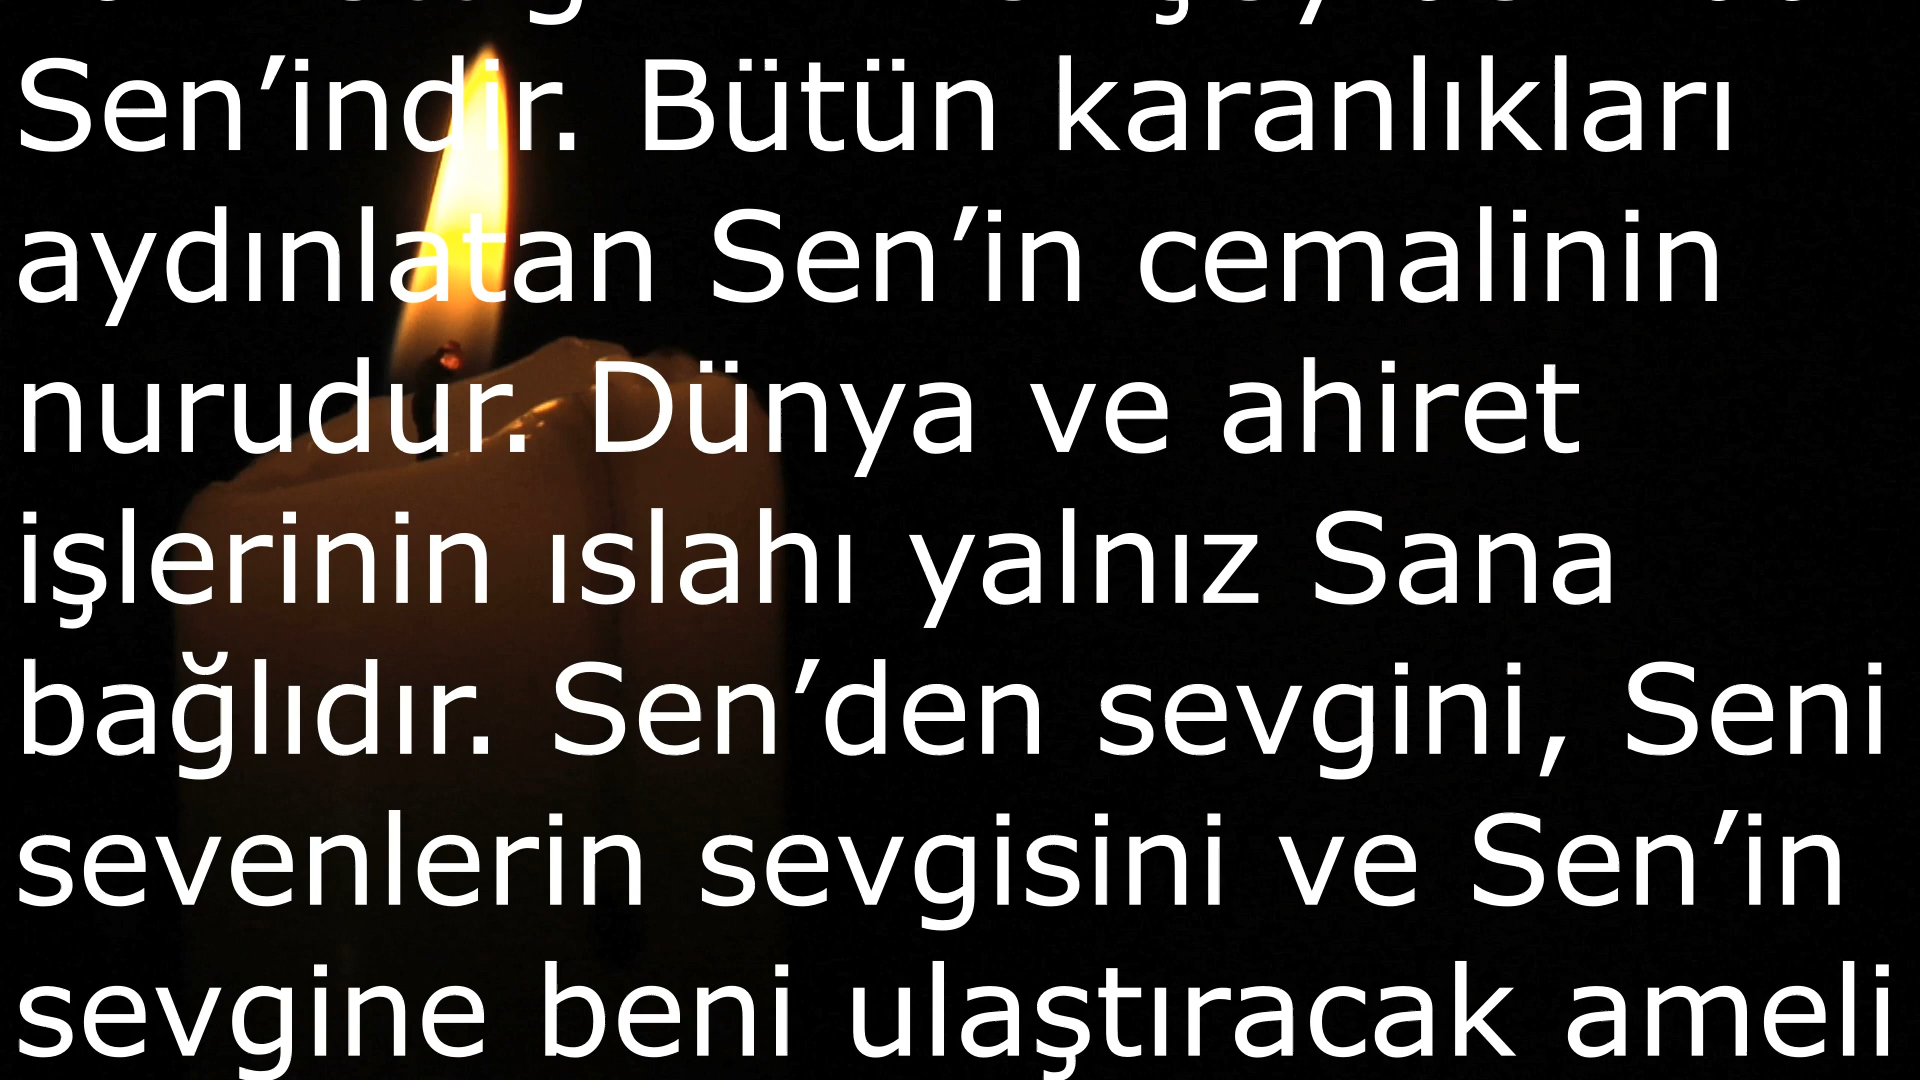 Sen’indir. Bütün karanlıkları
aydınlatan Sen’in cemalinin
nurudur. Dünya ve ahiret
işlerinin ıslahı yalnız Sana
bağlıdır. Sen’den sevgini, Seni
sevenlerin sevgisini ve Sen’in
sevgine beni ulaştıracak ameli